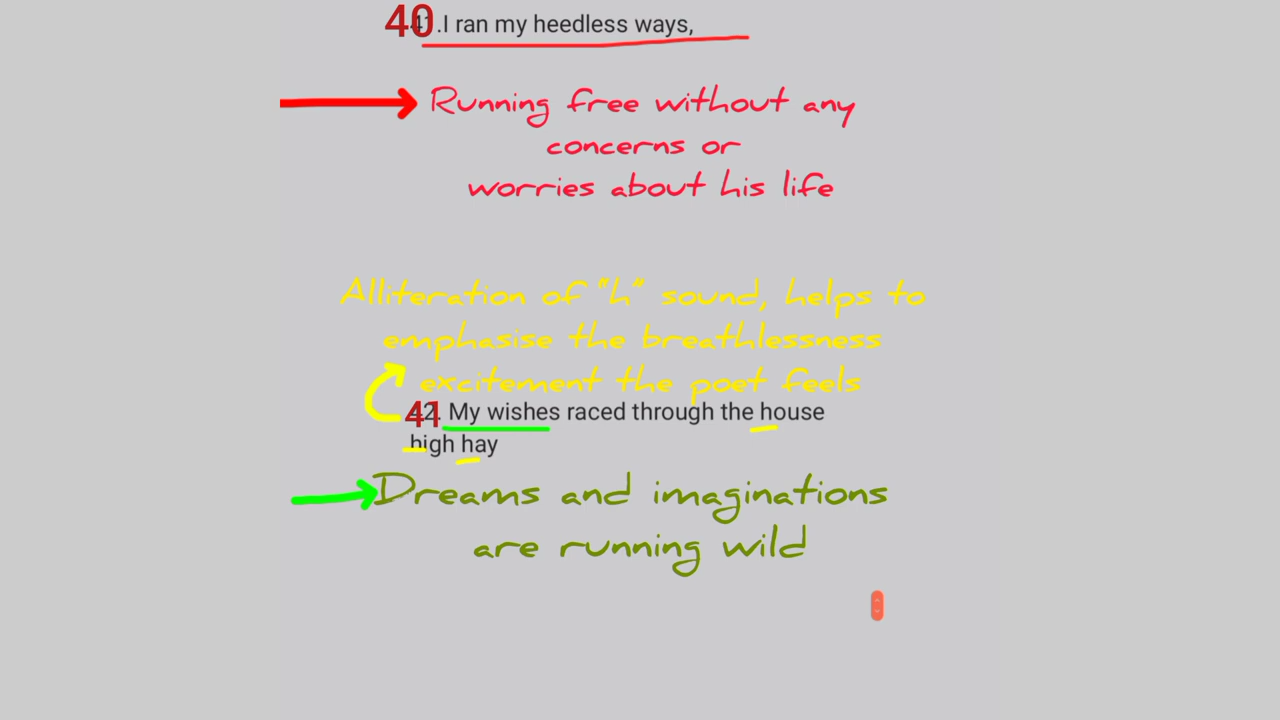 40.I ran my heedless ways,
Running free without any
concerns or
worries about his life
Alliteration of "h" sound, helps to
emphasise the breathlessness
excitement the poet feels
41. My wishes raced through the house
high hay
Dreams and imaginations
are running wild